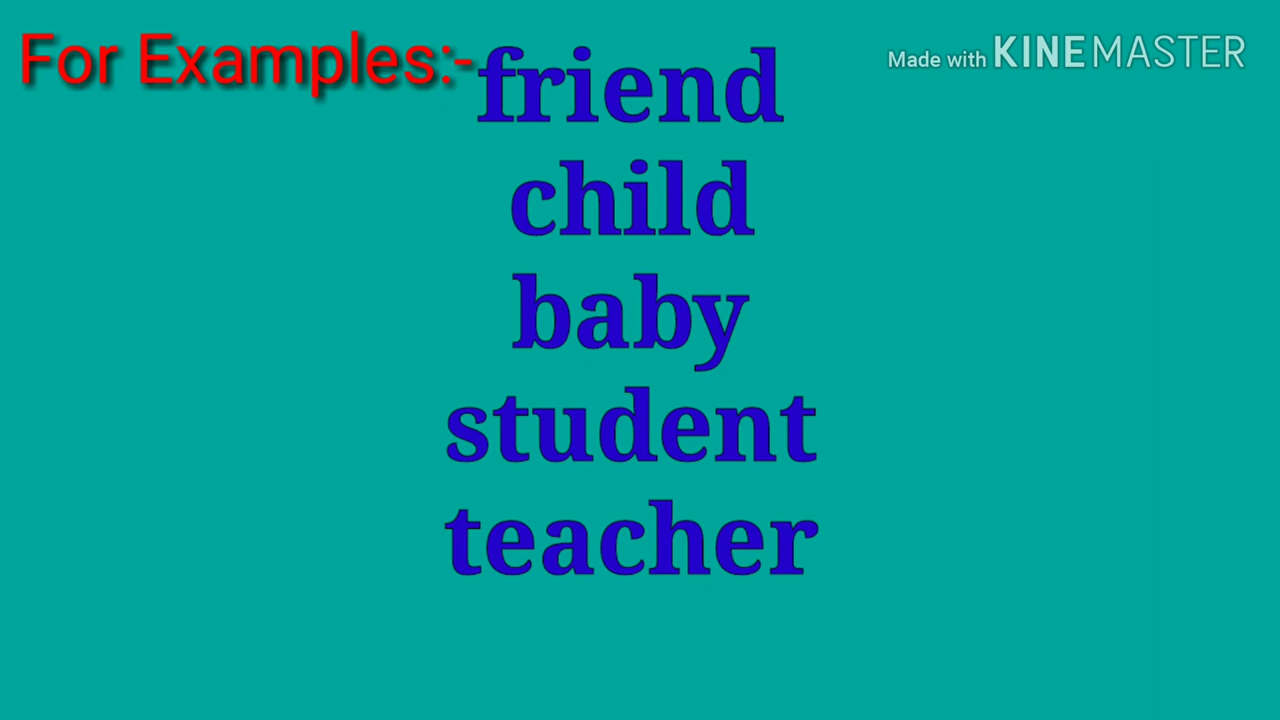 For Examples:-
Made with KINEMASTER
friend
child
baby
student
teacher